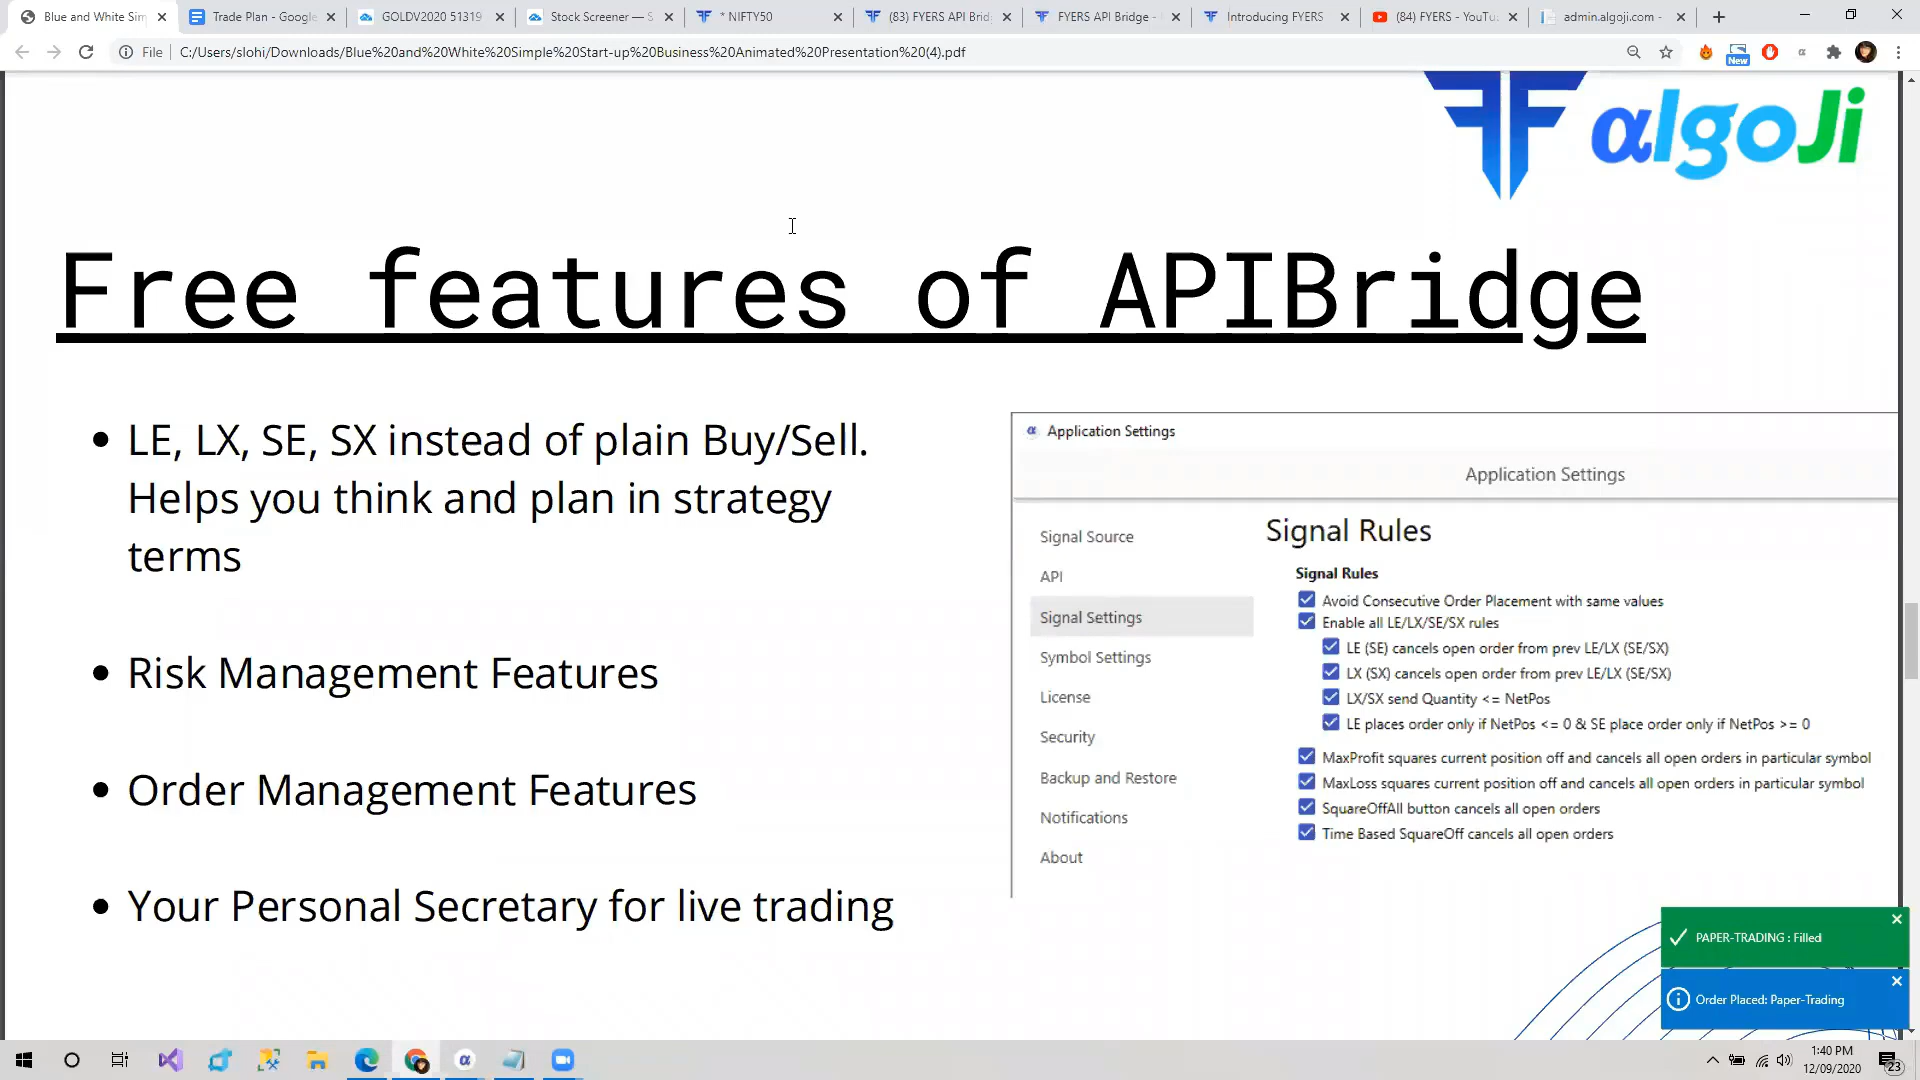 Blue and White Sim
Trade Plan - Google
GOLDV2020 51319
Stock Screener — S
* NIFTY50
(83) FYERS API Brid
FYERS API Bridge -
Introducing FYERS
(84) FYERS - YouTu
admin.algoji.com -
File
C:/Users/slohi/Downloads/Blue%20and%20White%20Simple%20Start-up%20Business%20Animated%20Presentation%20(4).pdf
New
αlgoJi
Free features of APIBridge
LE, LX, SE, SX instead of plain Buy/Sell.
Helps you think and plan in strategy
terms
Risk Management Features
Order Management Features
Your Personal Secretary for live trading
α Application Settings
Application Settings
Signal Source
API
Signal Settings
Symbol Settings
License
Security
Backup and Restore
Notifications
About
Signal Rules
Signal Rules
Avoid Consecutive Order Placement with same values
Enable all LE/LX/SE/SX rules
LE (SE) cancels open order from prev LE/LX (SE/SX)
LX (SX) cancels open order from prev LE/LX (SE/SX)
LX/SX send Quantity <= NetPos
LE places order only if NetPos <= 0 & SE place order only if NetPos >= 0
MaxProfit squares current position off and cancels all open orders in particular symbol
MaxLoss squares current position off and cancels all open orders in particular symbol
SquareOffAll button cancels all open orders
Time Based SquareOff cancels all open orders
PAPER-TRADING : Filled
Order Placed: Paper-Trading
α
1:40 PM
12/09/2020
23